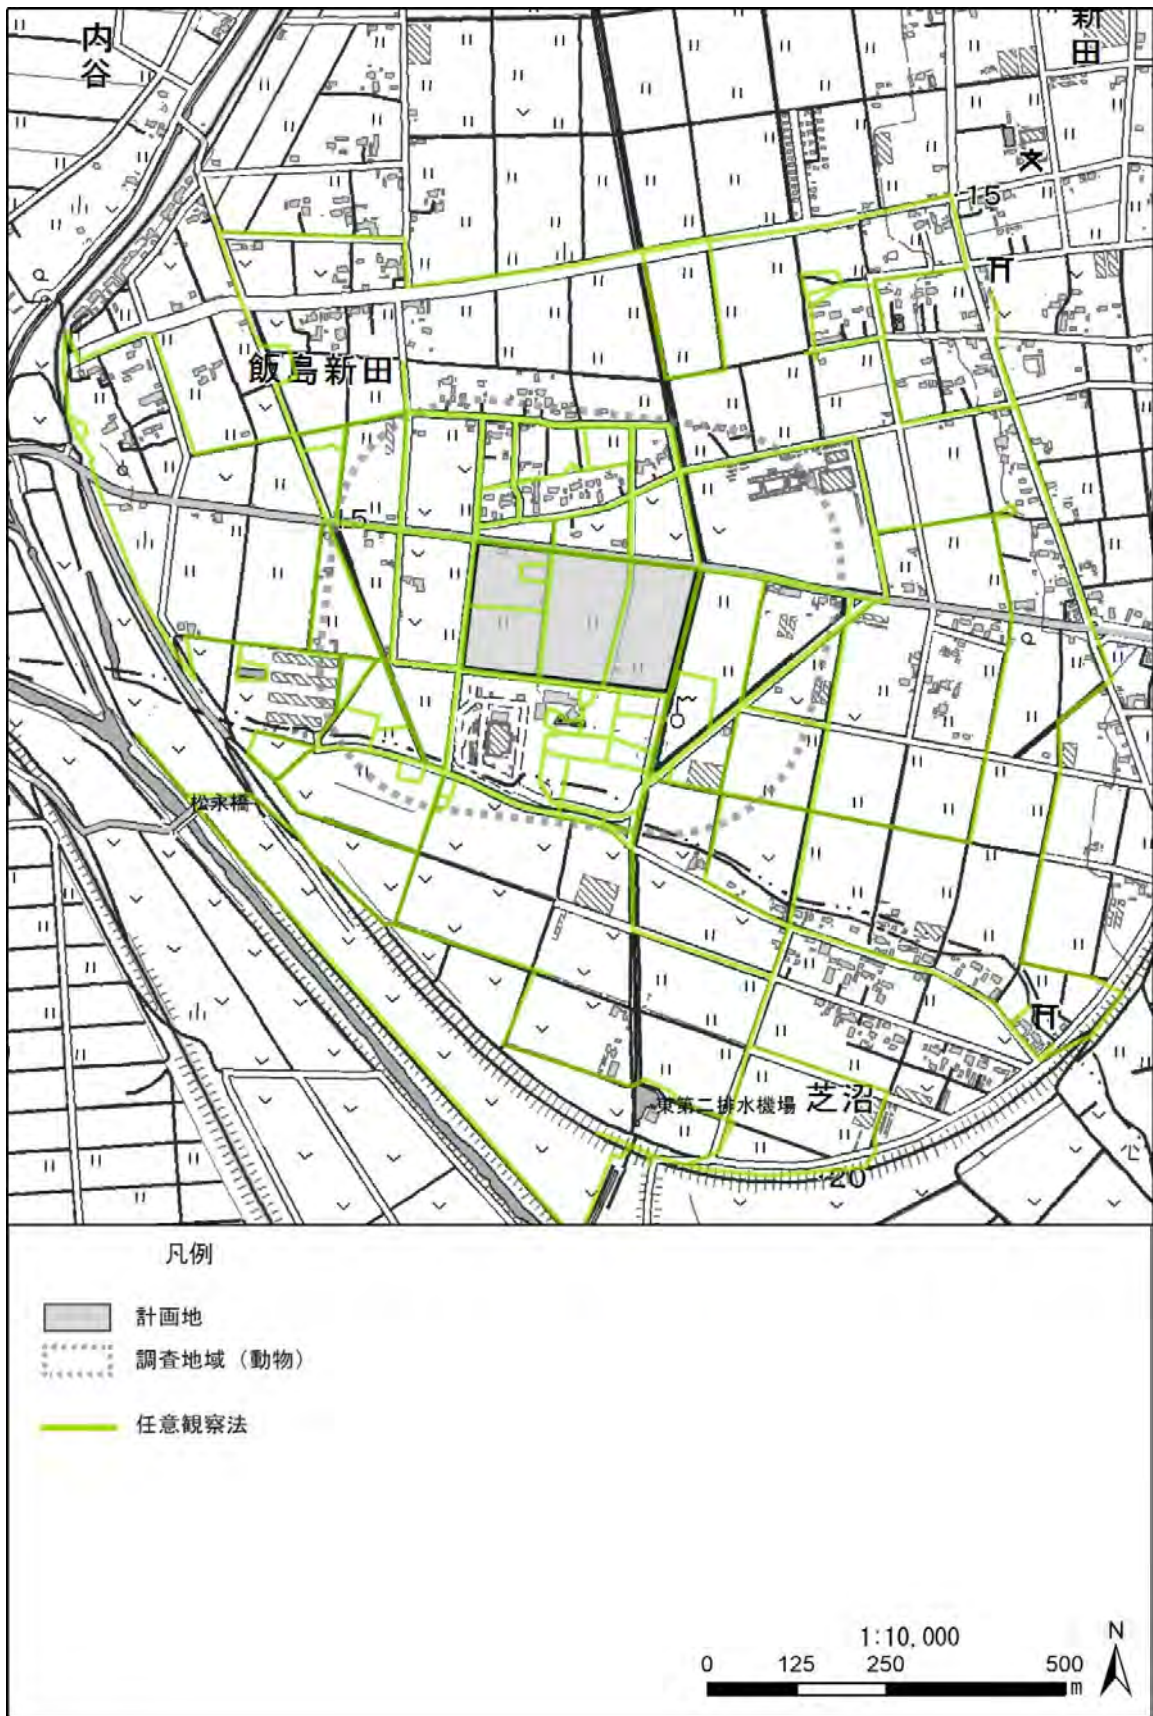 内谷
新田
15
飯島新田
15
松永橋
東第二排水機場
芝沼
20
凡例
計画地
調査地域（動物）
任意観察法
1:10,000
0 125 250 500
m
N